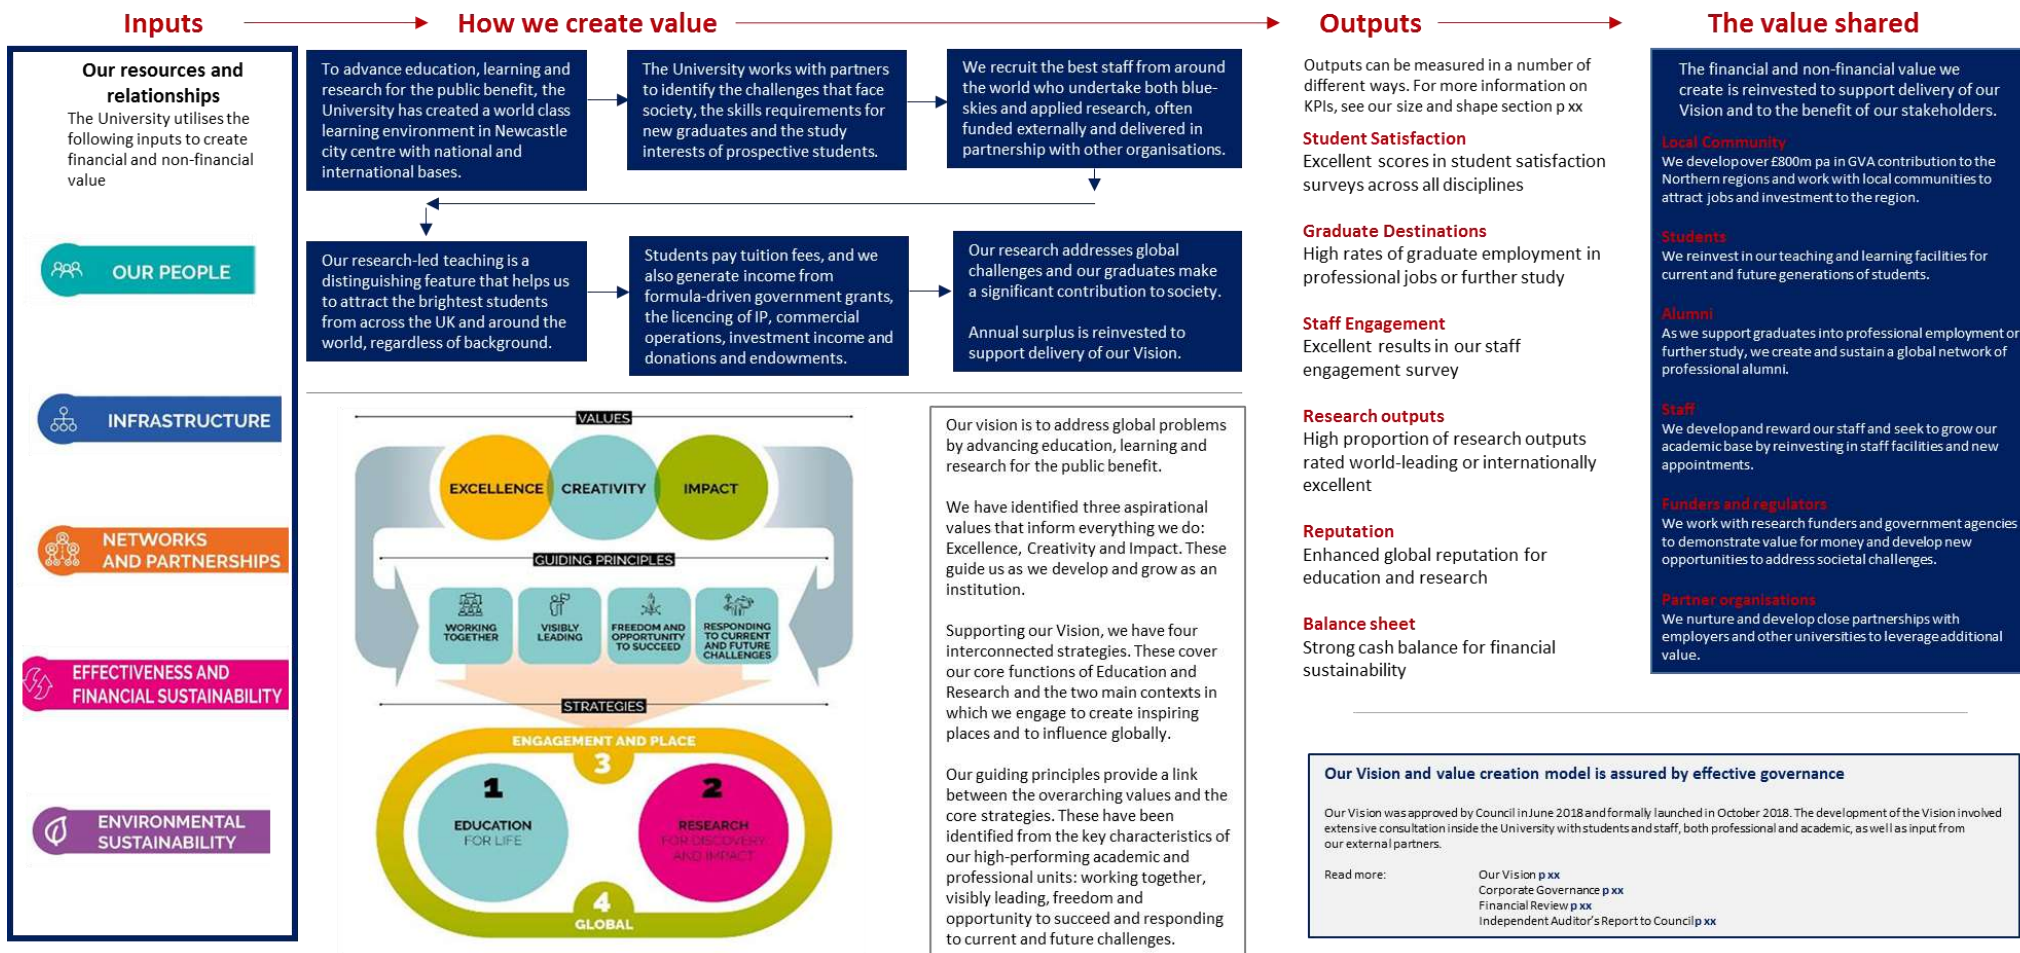 Inputs
How we create value
Outputs
The value shared
Our resources and
relationships
The University utilises the
following inputs to create
financial and non-financial
value
OUR PEOPLE
INFRASTRUCTURE
NETWORKS
AND PARTNERSHIPS
EFFECTIVENESS AND
FINANCIAL SUSTAINABILITY
ENVIRONMENTAL
SUSTAINABILITY
To advance education, learning and
research for the public benefit, the
University has created a world class
learning environment in Newcastle
city centre with national and
international bases.
The University works with partners
to identify the challenges that face
society, the skills requirements for
new graduates and the study
interests of prospective students.
We recruit the best staff from around
the world who undertake both blue-
skies and applied research, often
funded externally and delivered in
partnership with other organisations.
Our research-led teaching is a
distinguishing feature that helps us
to attract the brightest students
from across the UK and around the
world, regardless of background.
Students pay tuition fees, and we
also generate income from
formula-driven government grants,
the licencing of IP, commercial
operations, investment income and
donations and endowments.
Our research addresses global
challenges and our graduates make
a significant contribution to society.
Annual surplus is reinvested to
support delivery of our Vision.
VALUES
EXCELLENCE
CREATIVITY
IMPACT
GUIDING PRINCIPLES
WORKING
TOGETHER
VISIBLY
LEADING
FREEDOM AND
OPPORTUNITY
TO SUCCEED
RESPONDING
TO CURRENT
AND FUTURE
CHALLENGES
STRATEGIES
ENGAGEMENT AND PLACE
3
1
EDUCATION
FOR LIFE
2
RESEARCH
FOR DISCOVERY
AND IMPACT
4
GLOBAL
Our vision is to address global problems
by advancing education, learning and
research for the public benefit.
We have identified three aspirational
values that inform everything we do:
Excellence, Creativity and Impact. These
guide us as we develop and grow as an
institution.
Supporting our Vision, we have four
interconnected strategies. These cover
our core functions of Education and
Research and the two main contexts in
which we engage to create inspiring
places and to influence globally.
Our guiding principles provide a link
between the overarching values and the
core strategies. These have been
identified from the key characteristics of
our high-performing academic and
professional units: working together,
visibly leading, freedom and
opportunity to succeed and responding
to current and future challenges.
Outputs can be measured in a number of
different ways. For more information on
KPIs, see our size and shape section p xx
Student Satisfaction
Excellent scores in student satisfaction
surveys across all disciplines
Graduate Destinations
High rates of graduate employment in
professional jobs or further study
Staff Engagement
Excellent results in our staff
engagement survey
Research outputs
High proportion of research outputs
rated world-leading or internationally
excellent
Reputation
Enhanced global reputation for
education and research
Balance sheet
Strong cash balance for financial
sustainability
The financial and non-financial value we
create is reinvested to support delivery of our
Vision and to the benefit of our stakeholders.
Local Community
We develop over £800m pa in GVA contribution to the
Northern regions and work with local communities to
attract jobs and investment to the region.
Students
We reinvest in our teaching and learning facilities for
current and future generations of students.
Alumni
As we support graduates into professional employment or
further study, we create and sustain a global network of
professional alumni.
Staff
We develop and reward our staff and seek to grow our
academic base by reinvesting in staff facilities and new
appointments.
Funders and regulators
We work with research funders and government agencies
to demonstrate value for money and develop new
opportunities to address societal challenges.
Partner organisations
We nurture and develop close partnerships with
employers and other universities to leverage additional
value.
Our Vision and value creation model is assured by effective governance
Our Vision was approved by Council in June 2018 and formally launched in October 2018. The development of the Vision involved
extensive consultation inside the University with students and staff, both professional and academic, as well as input from
our external partners.
Read more: Our Vision p xx
Corporate Governance p xx
Financial Review p xx
Independent Auditor's Report to Council p xx